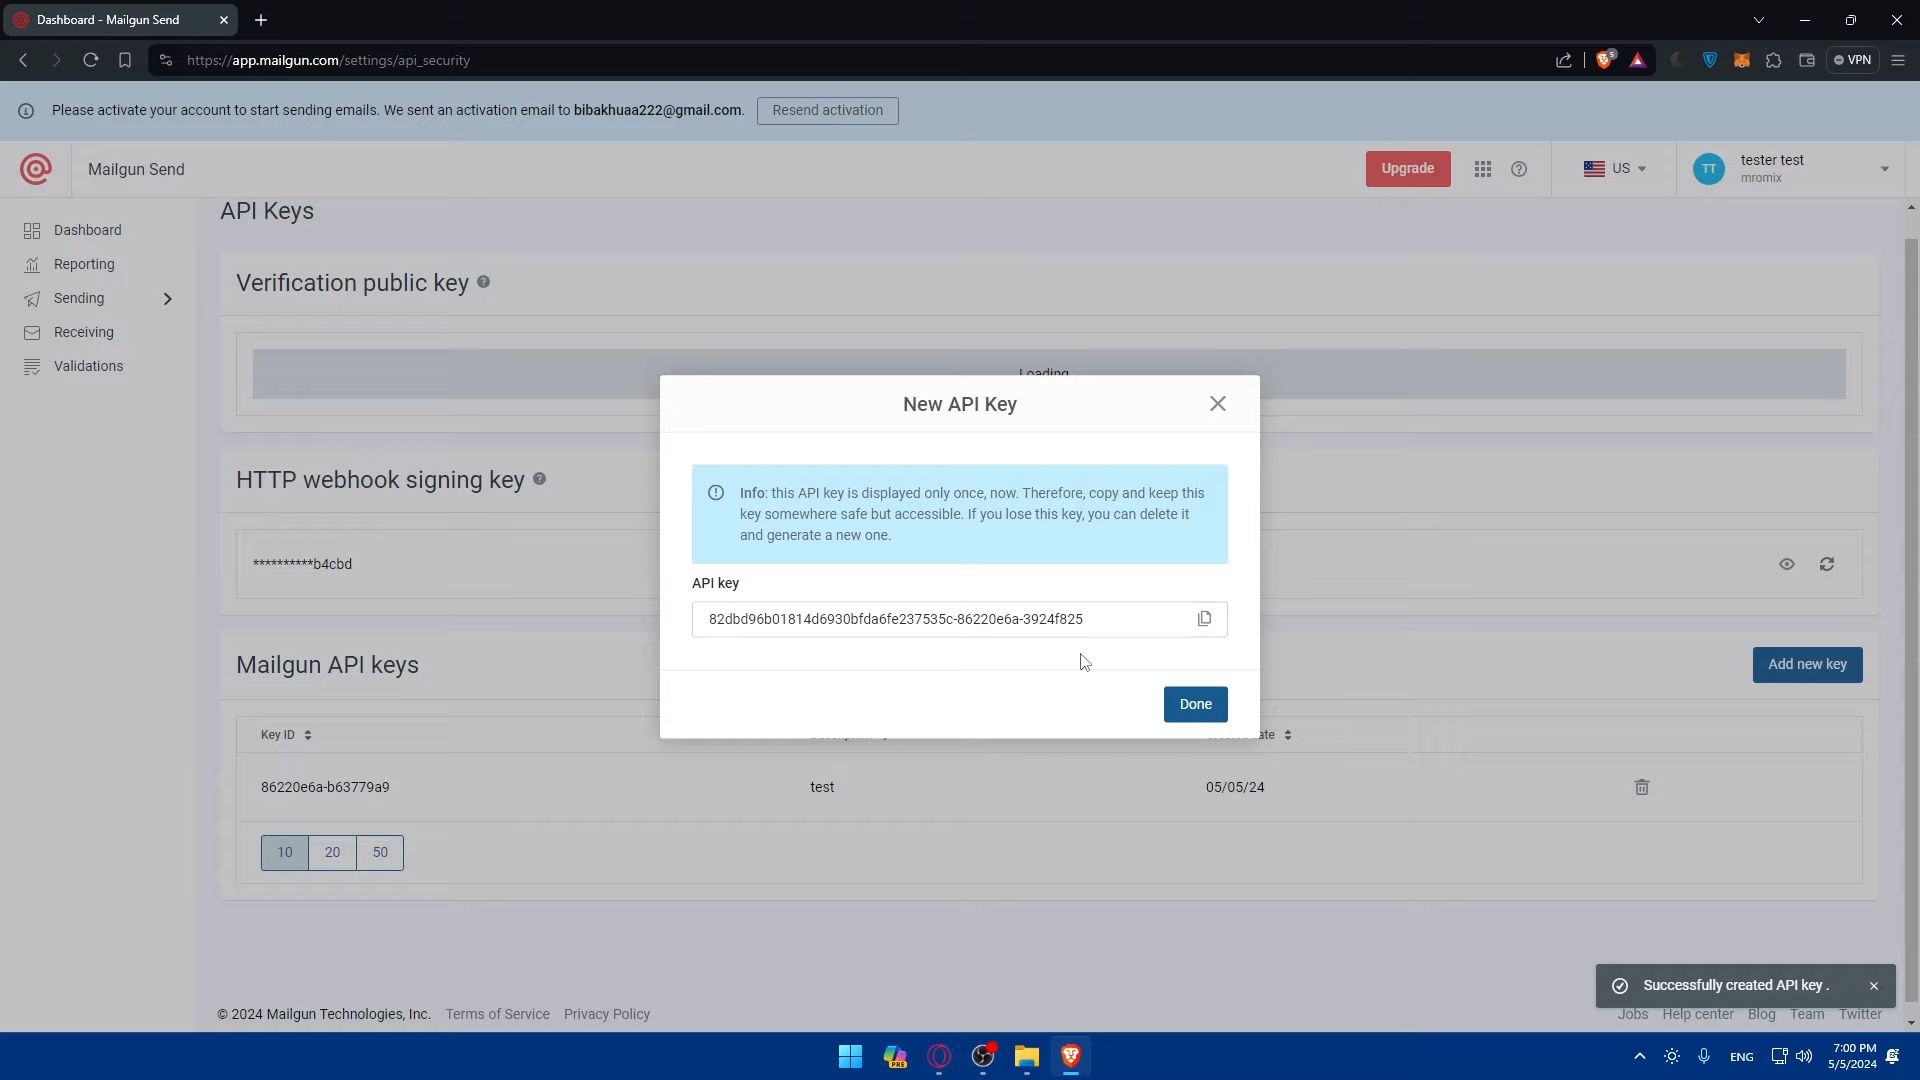 Dashboard - Mailgun Send
https://app.mailgun.com/settings/api_security
5
VPN
Please activate your account to start sending emails. We sent an activation email to bibakhuaa222@gmail.com.
Resend activation
Mailgun Send
Upgrade
US
TT
tester test
mromix
Dashboard
Reporting
Sending
Receiving
Validations
API Keys
Verification public key
Loading
HTTP webhook signing key
**********b4cbd
Mailgun API keys
Add new key
Key ID
86220e6a-b63779a9
test
05/05/24
10 20 50
New API Key
Info: this API key is displayed only once, now. Therefore, copy and keep this
key somewhere safe but accessible. If you lose this key, you can delete it
and generate a new one.
API key
82dbd96b01814d6930bfda6fe237535c-86220e6a-3924f825
Done
Successfully created API key .
© 2024 Mailgun Technologies, Inc. Terms of Service Privacy Policy
Jobs Help center Blog Team Twitter
PRE
ENG
7:00 PM
5/5/2024